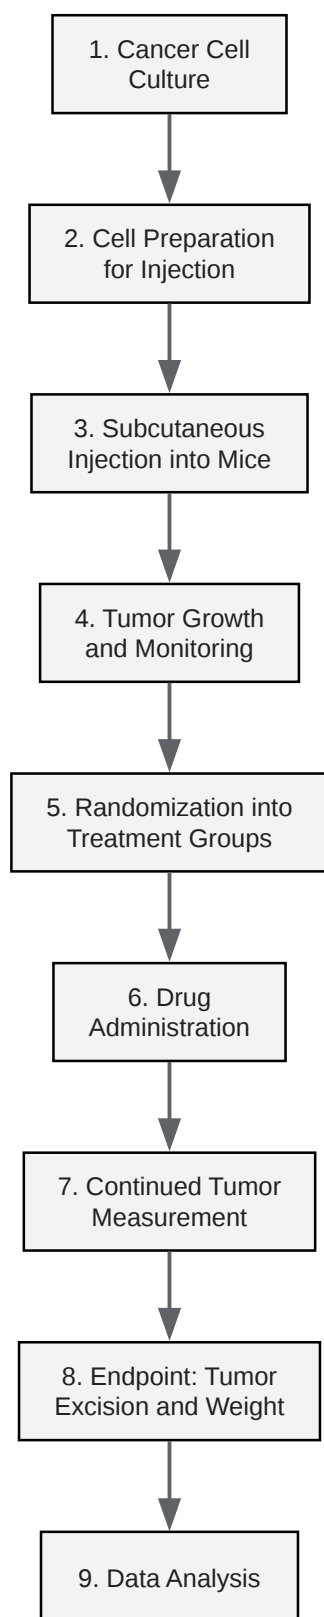 1. Cancer Cell
Culture
2. Cell Preparation
for Injection
3. Subcutaneous
Injection into Mice
4. Tumor Growth
and Monitoring
5. Randomization into
Treatment Groups
6. Drug
Administration
7. Continued Tumor
Measurement
8. Endpoint: Tumor
Excision and Weight
9. Data Analysis